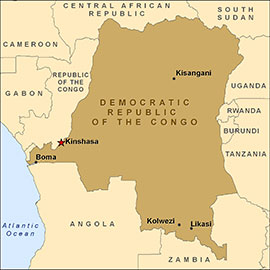 CENTRAL AFRICAN
REPUBLIC
SOUTH
SUDAN
CAMEROON
REPUBLIC
OF THE
CONGO
GABON
Kisangani
UGANDA
DEMOCRATIC
REPUBLIC
OF THE CONGO
RWANDA
BURUNDI
Kinshasa
Boma
TANZANIA
Atlantic
Ocean
ANGOLA
Kolwezi
Likasi
ZAMBIA